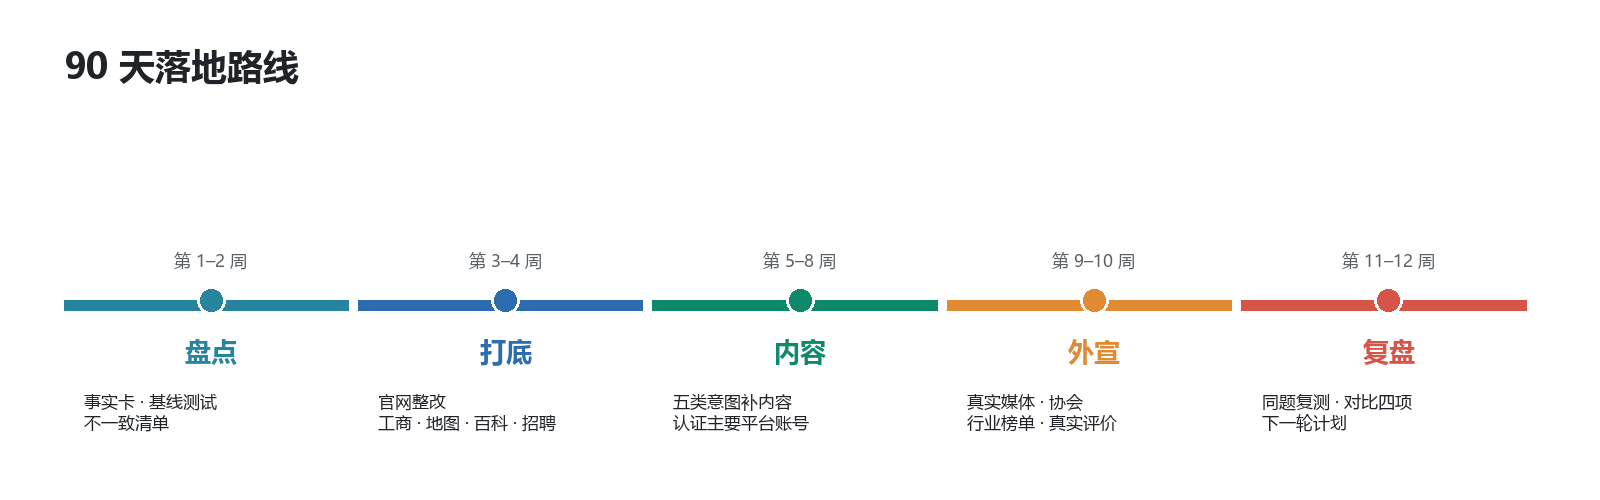 90 天落地路线
第 1–2 周
盘点
事实卡 · 基线测试
不一致清单
第 3–4 周
打底
官网整改
工商 · 地图 · 百科 · 招聘
第 5–8 周
内容
五类意图补内容
认证主要平台账号
第 9–10 周
外宣
真实媒体 · 协会
行业榜单 · 真实评价
第 11–12 周
复盘
同题复测 · 对比四项
下一轮计划